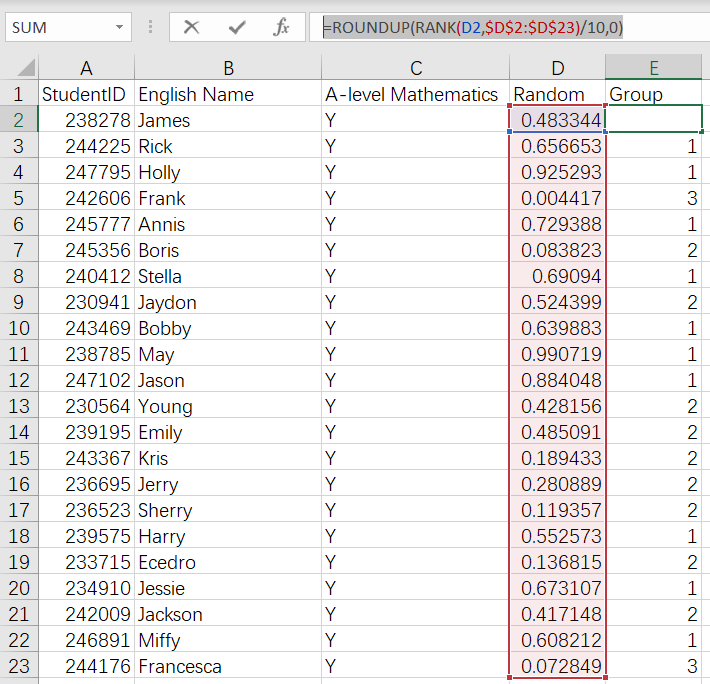 SUM fx =ROUNDUP(RANK(D2,$D$2:$D$23)/10,0)
A B C D E
1 StudentID English Name A-level Mathematics Random Group
2 238278 James Y 0.483344
3 244225 Rick Y 0.656653 1
4 247795 Holly Y 0.925293 1
5 242606 Frank Y 0.004417 3
6 245777 Annis Y 0.729388 1
7 245356 Boris Y 0.083823 2
8 240412 Stella Y 0.69094 1
9 230941 Jaydon Y 0.524399 2
10 243469 Bobby Y 0.639883 1
11 238785 May Y 0.990719 1
12 247102 Jason Y 0.884048 1
13 230564 Young Y 0.428156 2
14 239195 Emily Y 0.485091 2
15 243367 Kris Y 0.189433 2
16 236695 Jerry Y 0.280889 2
17 236523 Sherry Y 0.119357 2
18 239575 Harry Y 0.552573 1
19 233715 Ecedro Y 0.136815 2
20 234910 Jessie Y 0.673107 1
21 242009 Jackson Y 0.417148 2
22 246891 Miffy Y 0.608212 1
23 244176 Francesca Y 0.072849 3